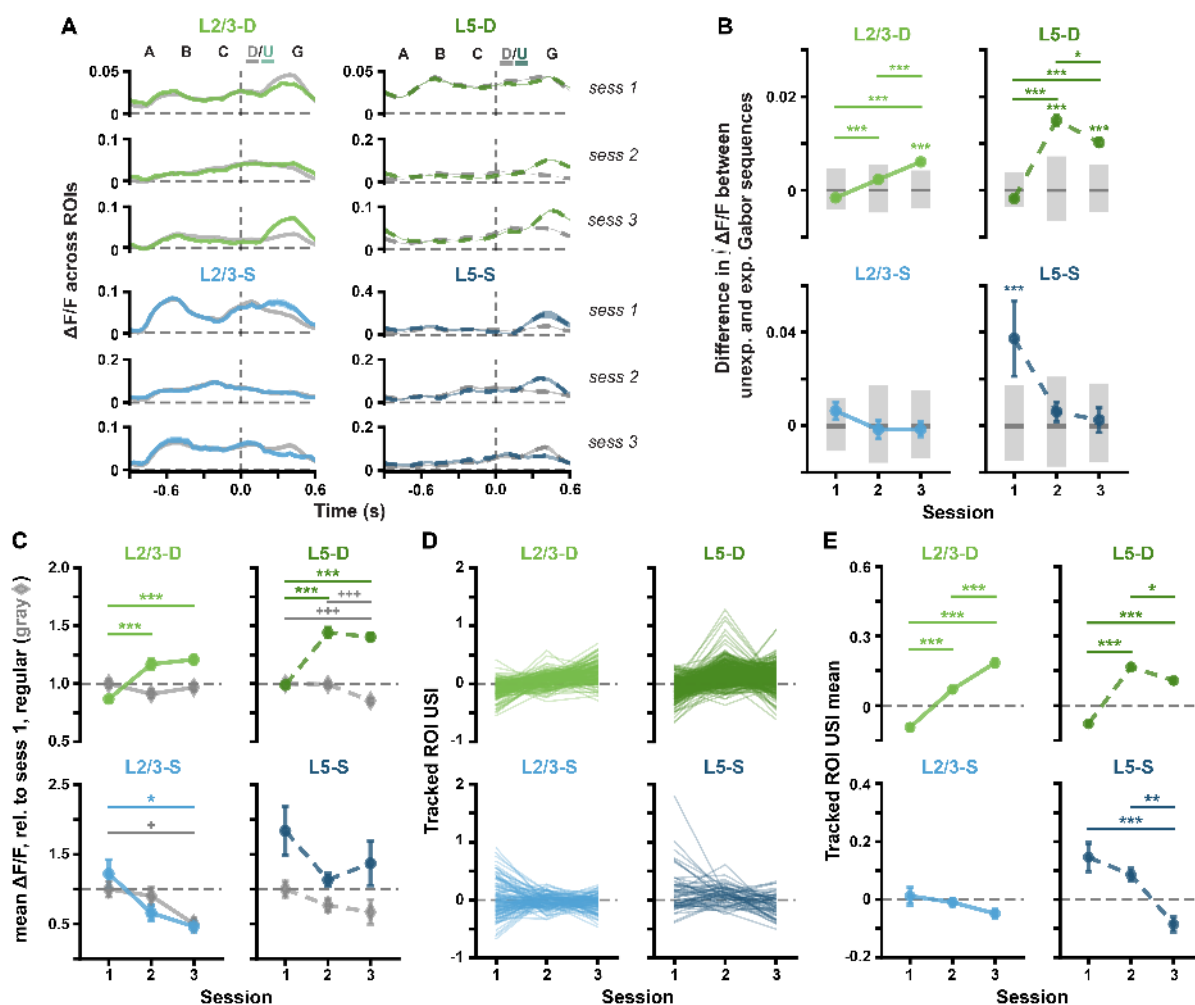 A
L2/3-D
L5-D
A B C D/U G
A B C D/U G
0.05
0
0.05
0
sess 1
0.1
0
0.2
0
sess 2
0.1
0
0.1
0
sess 3
ΔF/F across ROIs
L2/3-S
L5-S
0.1
0
0.4
0
sess 1
0.2
0
0.2
0
sess 2
0.1
0
0.2
0
sess 3
-0.6 0.0 0.6
-0.6 0.0 0.6
Time (s)
B
L2/3-D
L5-D
Difference in ∫ΔF/F between
unexp. and exp. Gabor sequences
0.02
0
***
***
***
***
*
***
***
***
***
L2/3-S
L5-S
0.04
0
***
1 2 3
1 2 3
Session
C
L2/3-D
L5-D
mean ΔF/F, rel. to sess 1, regular (gray ♦)
2.0
1.5
1.0
0.5
***
***
***
***
+++
+++
L2/3-S
L5-S
2.5
1.5
0.5
*
+
1 2 3
1 2 3
Session
D
L2/3-D
L5-D
Tracked ROI USI
2
1
0
-1
L2/3-S
L5-S
2
1
0
-1
1 2 3
1 2 3
Session
E
L2/3-D
L5-D
Tracked ROI USI mean
0.6
0.3
0
***
***
***
*
***
***
L2/3-S
L5-S
0.4
0.2
0
-0.2
**
***
1 2 3
1 2 3
Session